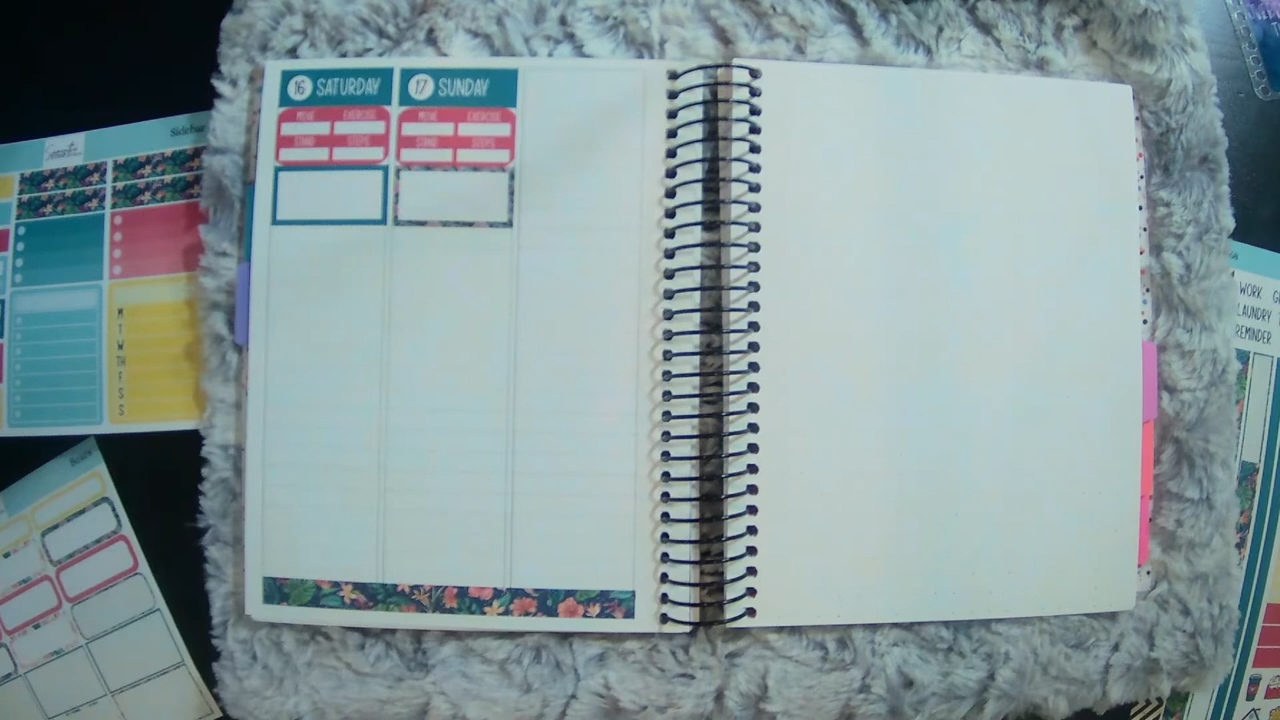 16 SATURDAY
17 SUNDAY
MOVE EXERCISE
STAND STEPS
MOVE EXERCISE
STAND STEPS
Sidebar
M
T
W
TH
F
S
S
WORK
LAUNDRY
REMINDER